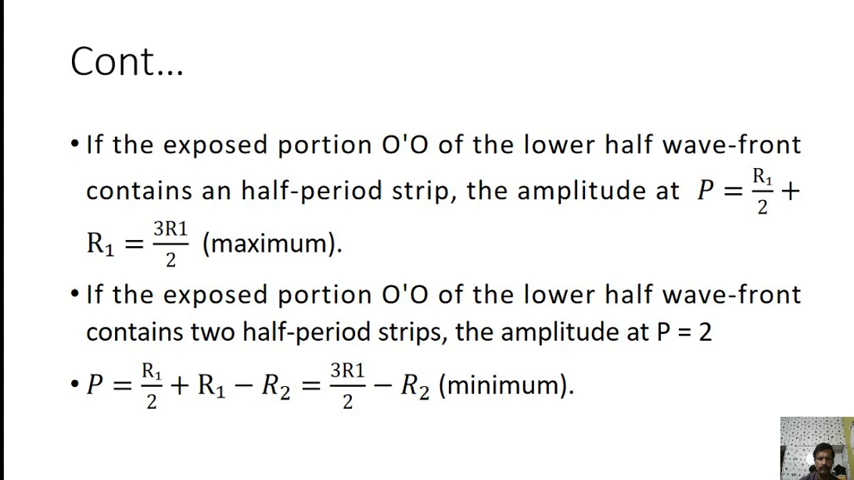 Cont...
• If the exposed portion O'O of the lower half wave-front
contains an half-period strip, the amplitude at P = R₁/2 +
R₁ = 3R1/2 (maximum).
• If the exposed portion O'O of the lower half wave-front
contains two half-period strips, the amplitude at P = 2
• P = R₁/2 + R₁ − R₂ = 3R1/2 − R₂ (minimum).